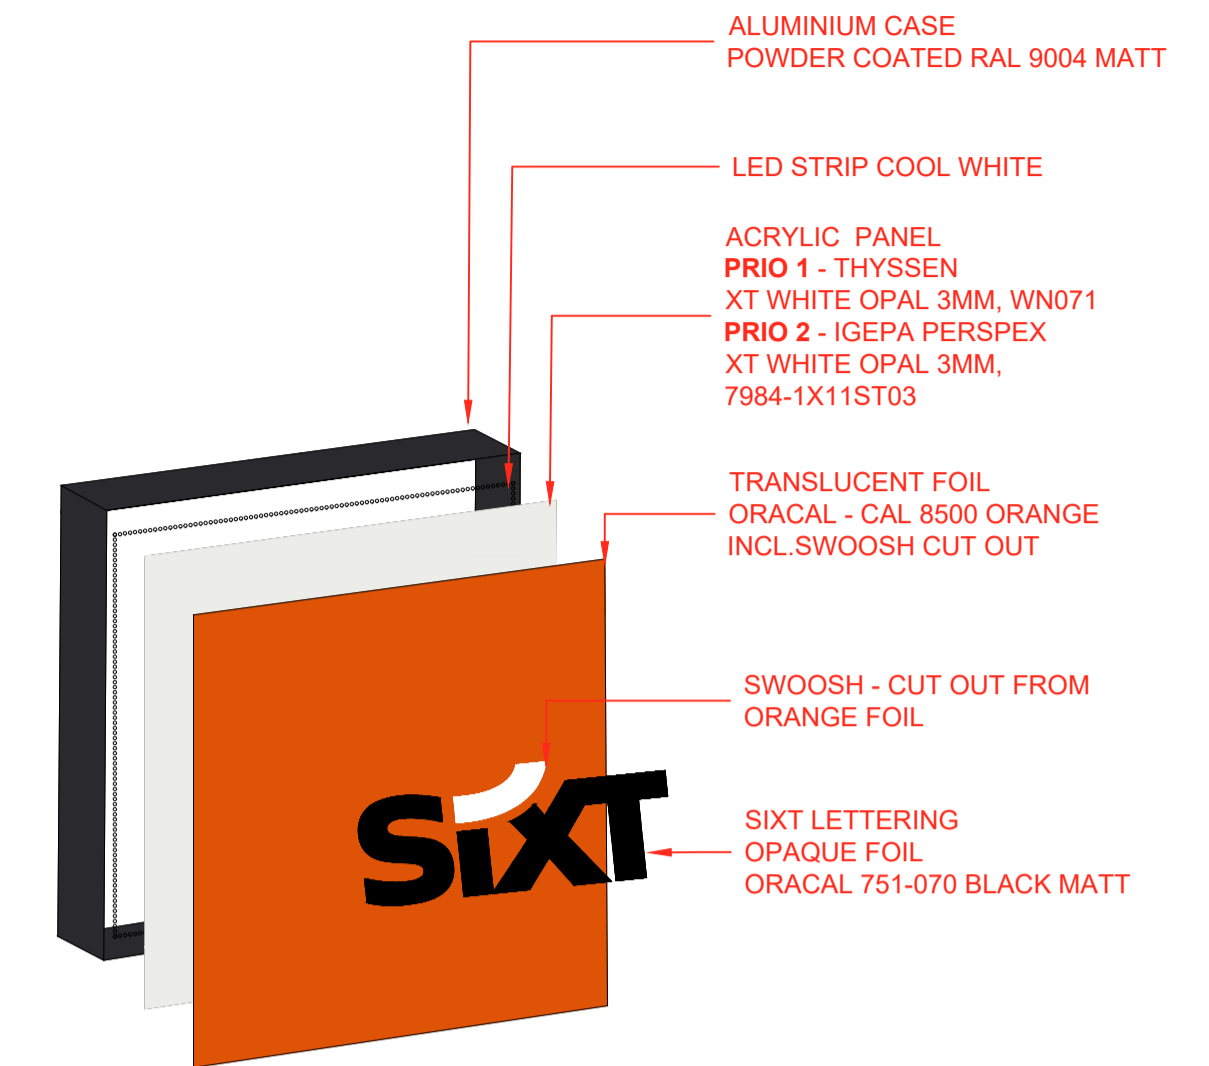 ALUMINIUM CASE
POWDER COATED RAL 9004 MATT
LED STRIP COOL WHITE
ACRYLIC PANEL
PRIO 1 - THYSSEN
XT WHITE OPAL 3MM, WN071
PRIO 2 - IGEPA PERSPEX
XT WHITE OPAL 3MM,
7984-1X11ST03
TRANSLUCENT FOIL
ORACAL - CAL 8500 ORANGE
INCL.SWOOSH CUT OUT
SWOOSH - CUT OUT FROM
ORANGE FOIL
SiXT
SIXT LETTERING
OPAQUE FOIL
ORACAL 751-070 BLACK MATT